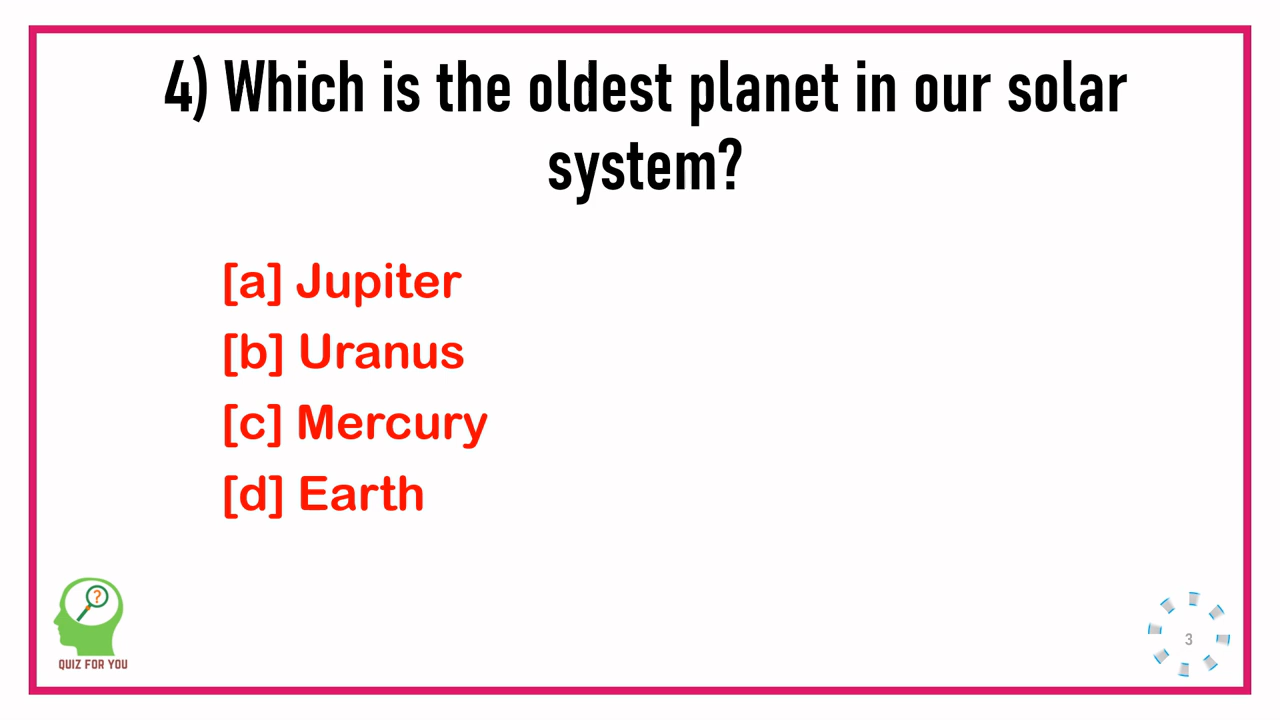 4) Which is the oldest planet in our solar
system?
[a] Jupiter
[b] Uranus
[c] Mercury
[d] Earth
?
QUIZ FOR YOU
3